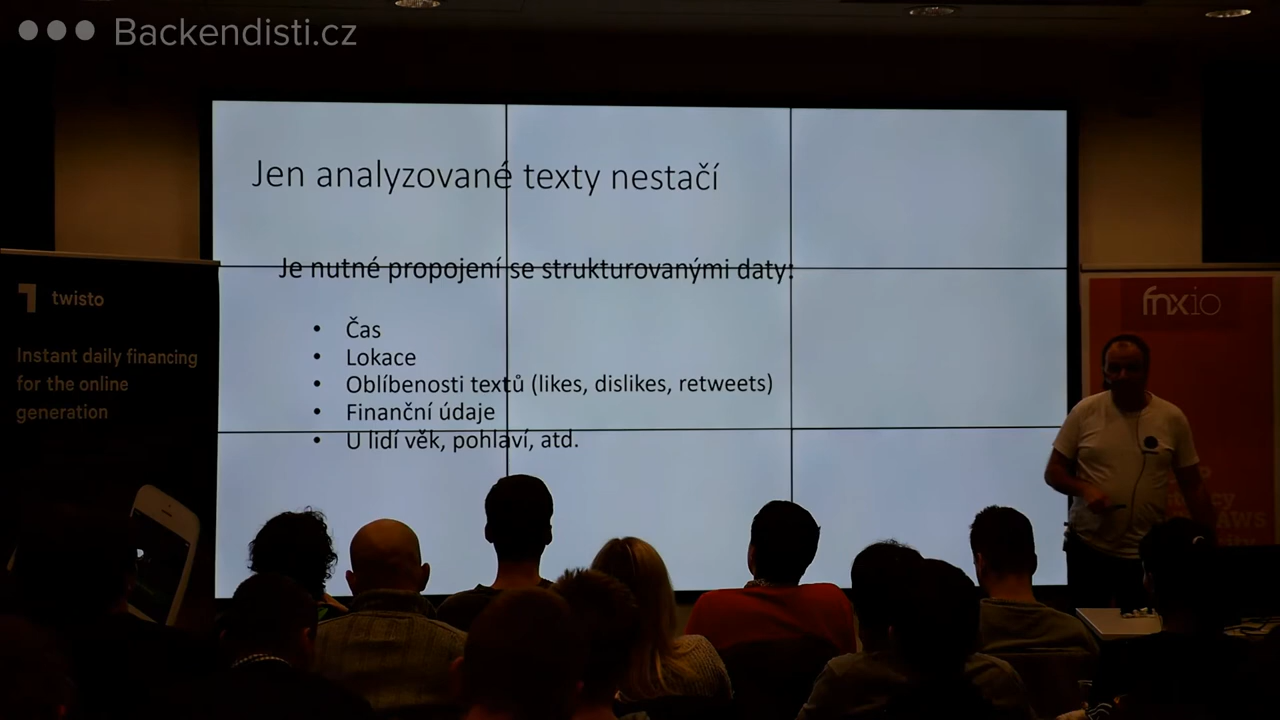 Backendisti.cz
Jen analyzované texty nestačí
Je nutné propojení se strukturovanými daty:
• Čas
• Lokace
• Oblíbenosti textů (likes, dislikes, retweets)
• Finanční údaje
• U lidí věk, pohlaví, atd.
twisto
Instant daily financing
for the online
generation
fnxio
AWS